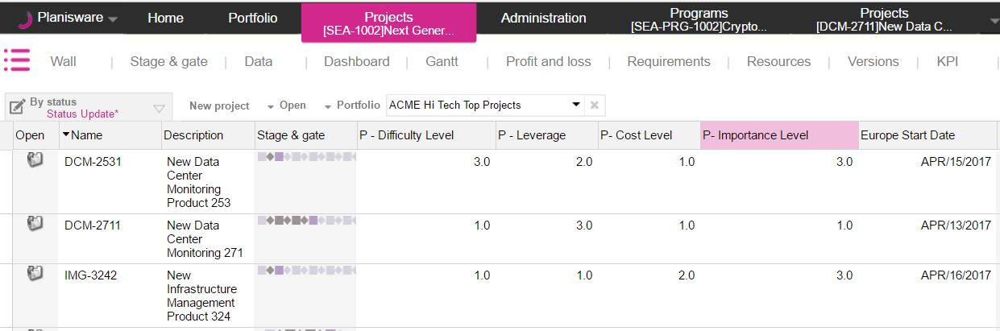 Planisware
Home
Portfolio
Projects
[SEA-1002]Next Gener...
Administration
Programs
[SEA-PRG-1002]Crypto...
Projects
[DCM-2711]New Data C...
Wall | Stage & gate | Data | Dashboard | Gantt | Profit and loss | Requirements | Resources | Versions | KPI
By status
Status Update*
New project
Open
Portfolio
ACME Hi Tech Top Projects
Open Name Description Stage & gate P - Difficulty Level P - Leverage P- Cost Level P- Importance Level Europe Start Date
DCM-2531 New Data 3.0 2.0 1.0 3.0 APR/15/2017
Center
Monitoring
Product 253
DCM-2711 New Data 1.0 3.0 1.0 1.0 APR/13/2017
Center
Monitoring 271
IMG-3242 New 1.0 1.0 2.0 3.0 APR/16/2017
Infrastructure
Management
Product 324